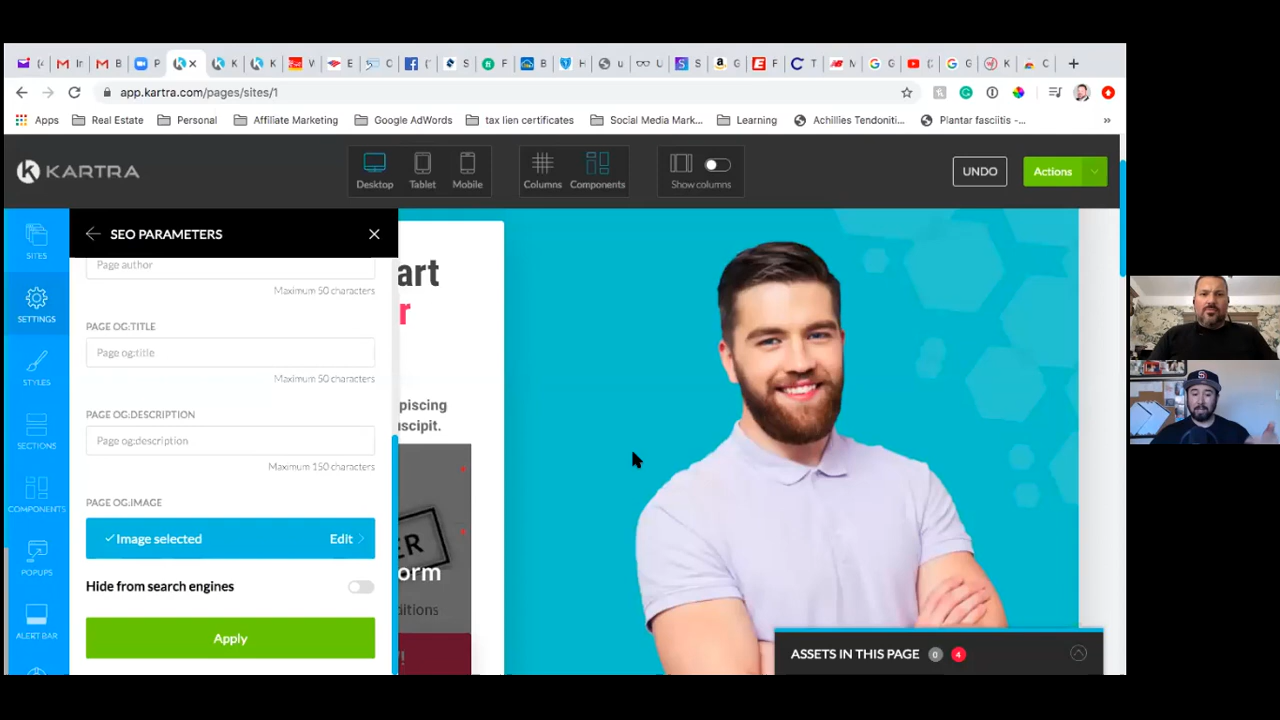 app.kartra.com/pages/sites/1
Apps Real Estate Personal Affiliate Marketing Google AdWords tax lien certificates Social Media Mark... Learning Achillies Tendoniti... Plantar fasciitis -... »
KARTRA
Desktop Tablet Mobile Columns Components Show columns UNDO Actions
SITES
SETTINGS
STYLES
SECTIONS
COMPONENTS
POPUPS
ALERT BAR
SEO PARAMETERS
Page author
Maximum 50 characters
PAGE OG:TITLE
Page og:title
Maximum 50 characters
PAGE OG:DESCRIPTION
Page og:description
Maximum 150 characters
PAGE OG:IMAGE
Image selected Edit
Hide from search engines
Apply
art
r
ipiscing
uscipit.
ER
orm
ditions
ASSETS IN THIS PAGE 0 4